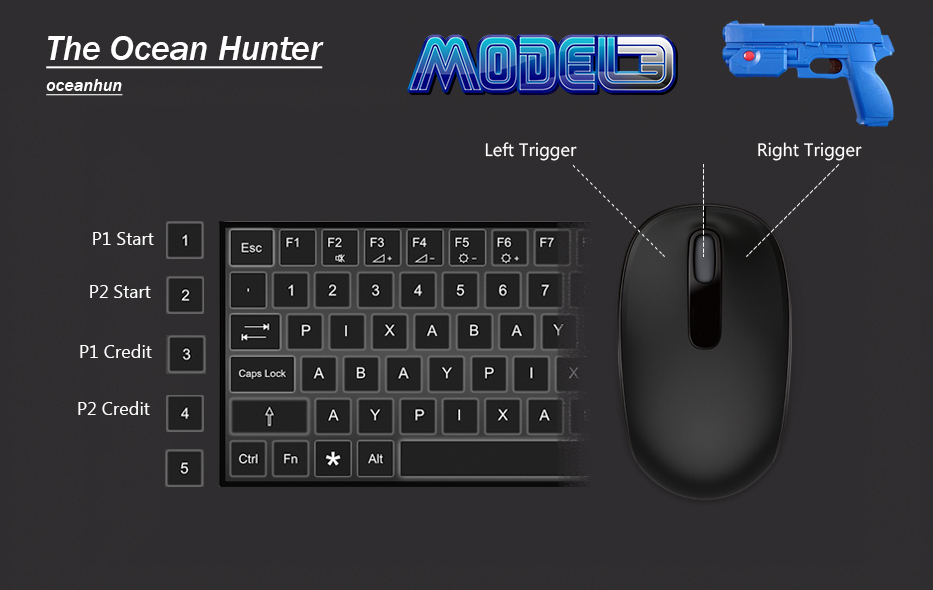 The Ocean Hunter
oceanhun
MODEL3
Left Trigger
Right Trigger
P1 Start 1
P2 Start 2
P1 Credit 3
P2 Credit 4
5
Esc F1 F2 F3 F4 F5 F6 F7
' 1 2 3 4 5 6 7
P I X A B A Y
Caps Lock A B A Y P I X
A Y P I X A
Ctrl Fn * Alt